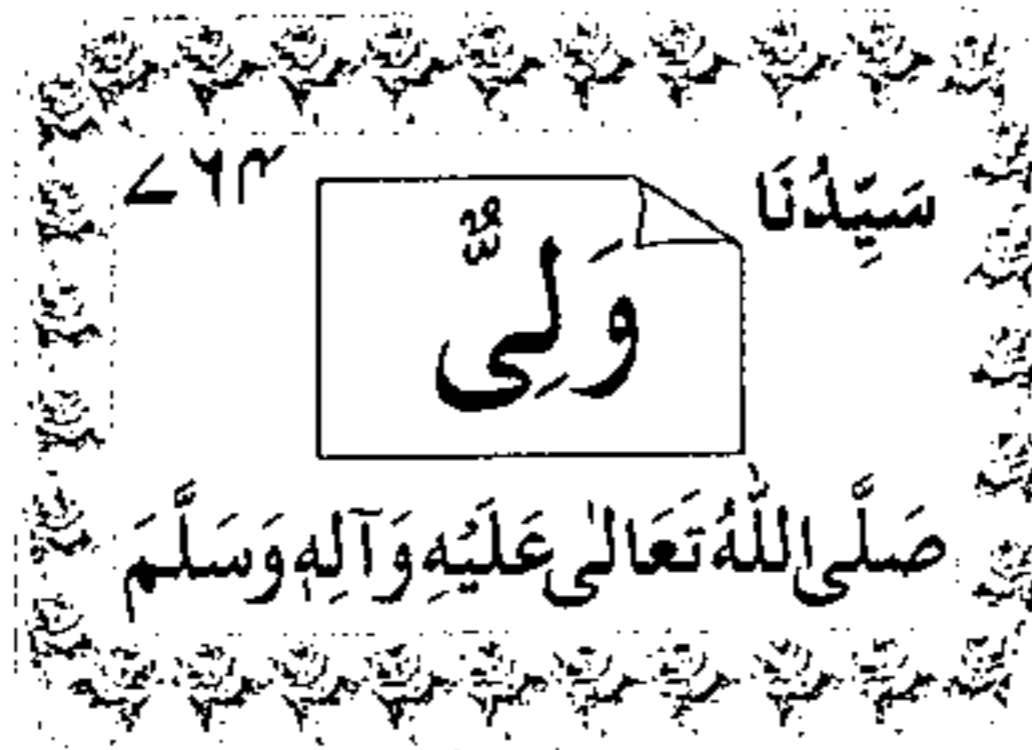 سَیِّدُنَا ۷۶۴
وَلِیٌّ
صَلَّی اللّٰهُ تَعَالٰی عَلَیْهِ وَآلِهٖ وَسَلَّمَ